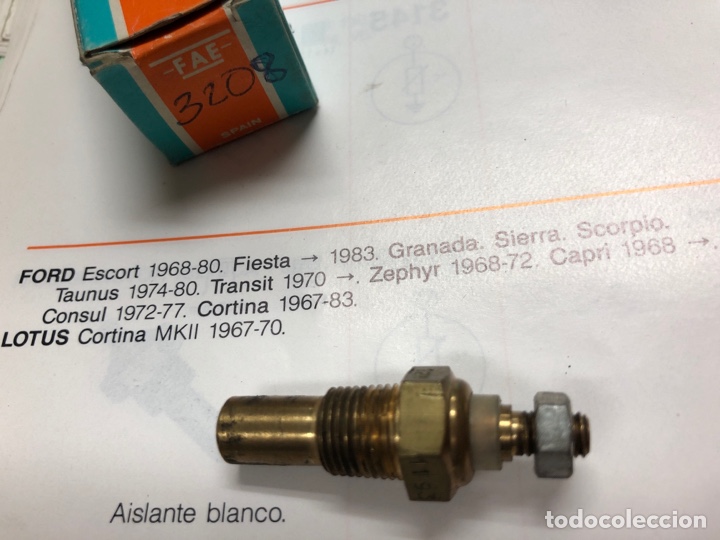 3145
-FAE-
3208
SPAIN
FORD Escort 1968-80. Fiesta → 1983. Granada. Sierra. Scorpio.
Taunus 1974-80. Transit 1970 →. Zephyr 1968-72. Capri 1968 →.
Consul 1972-77. Cortina 1967-83.
LOTUS Cortina MKII 1967-70.
Aislante blanco.
todocoleccion